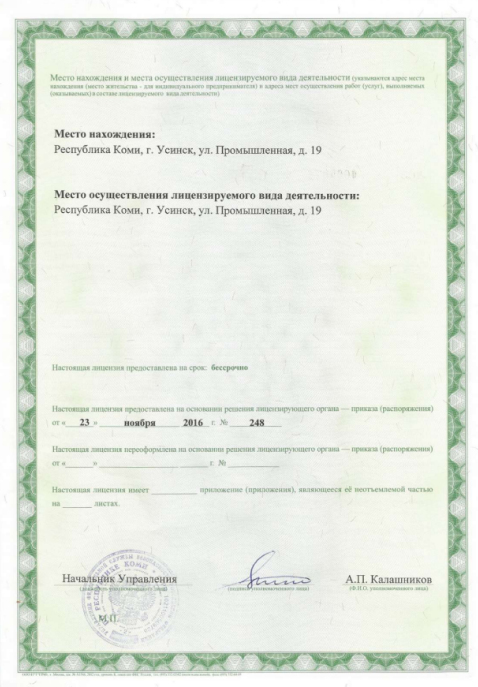 Место нахождения и места осуществления лицензируемого вида деятельности (указываются адрес места
нахождения (место жительства - для индивидуального предпринимателя) и адреса мест осуществления работ (услуг), выполняемых
(оказываемых) в составе лицензируемого вида деятельности)
Место нахождения:
Республика Коми, г. Усинск, ул. Промышленная, д. 19
Место осуществления лицензируемого вида деятельности:
Республика Коми, г. Усинск, ул. Промышленная, д. 19
Настоящая лицензия предоставлена на срок: бессрочно
Настоящая лицензия предоставлена на основании решения лицензирующего органа — приказа (распоряжения)
от « 23 » ноября 2016 г. № 248
Настоящая лицензия переоформлена на основании решения лицензирующего органа — приказа (распоряжения)
от «____» ____________ г. № ________
Настоящая лицензия имеет ________ приложение (приложения), являющееся её неотъемлемой частью
на ______ листах.
Начальник Управления А.П. Калашников
(подпись уполномоченного лица) (Ф.И.О. уполномоченного лица)
М.П.